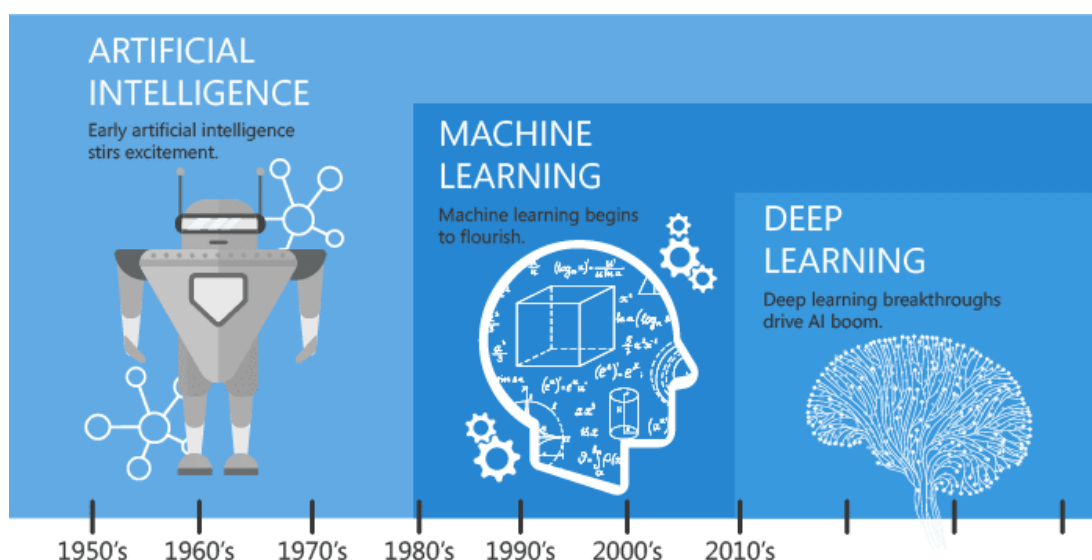 ARTIFICIAL
INTELLIGENCE
Early artificial intelligence
stirs excitement.
MACHINE
LEARNING
Machine learning begins
to flourish.
DEEP
LEARNING
Deep learning breakthroughs
drive AI boom.
1950's 1960's 1970's 1980's 1990's 2000's 2010's